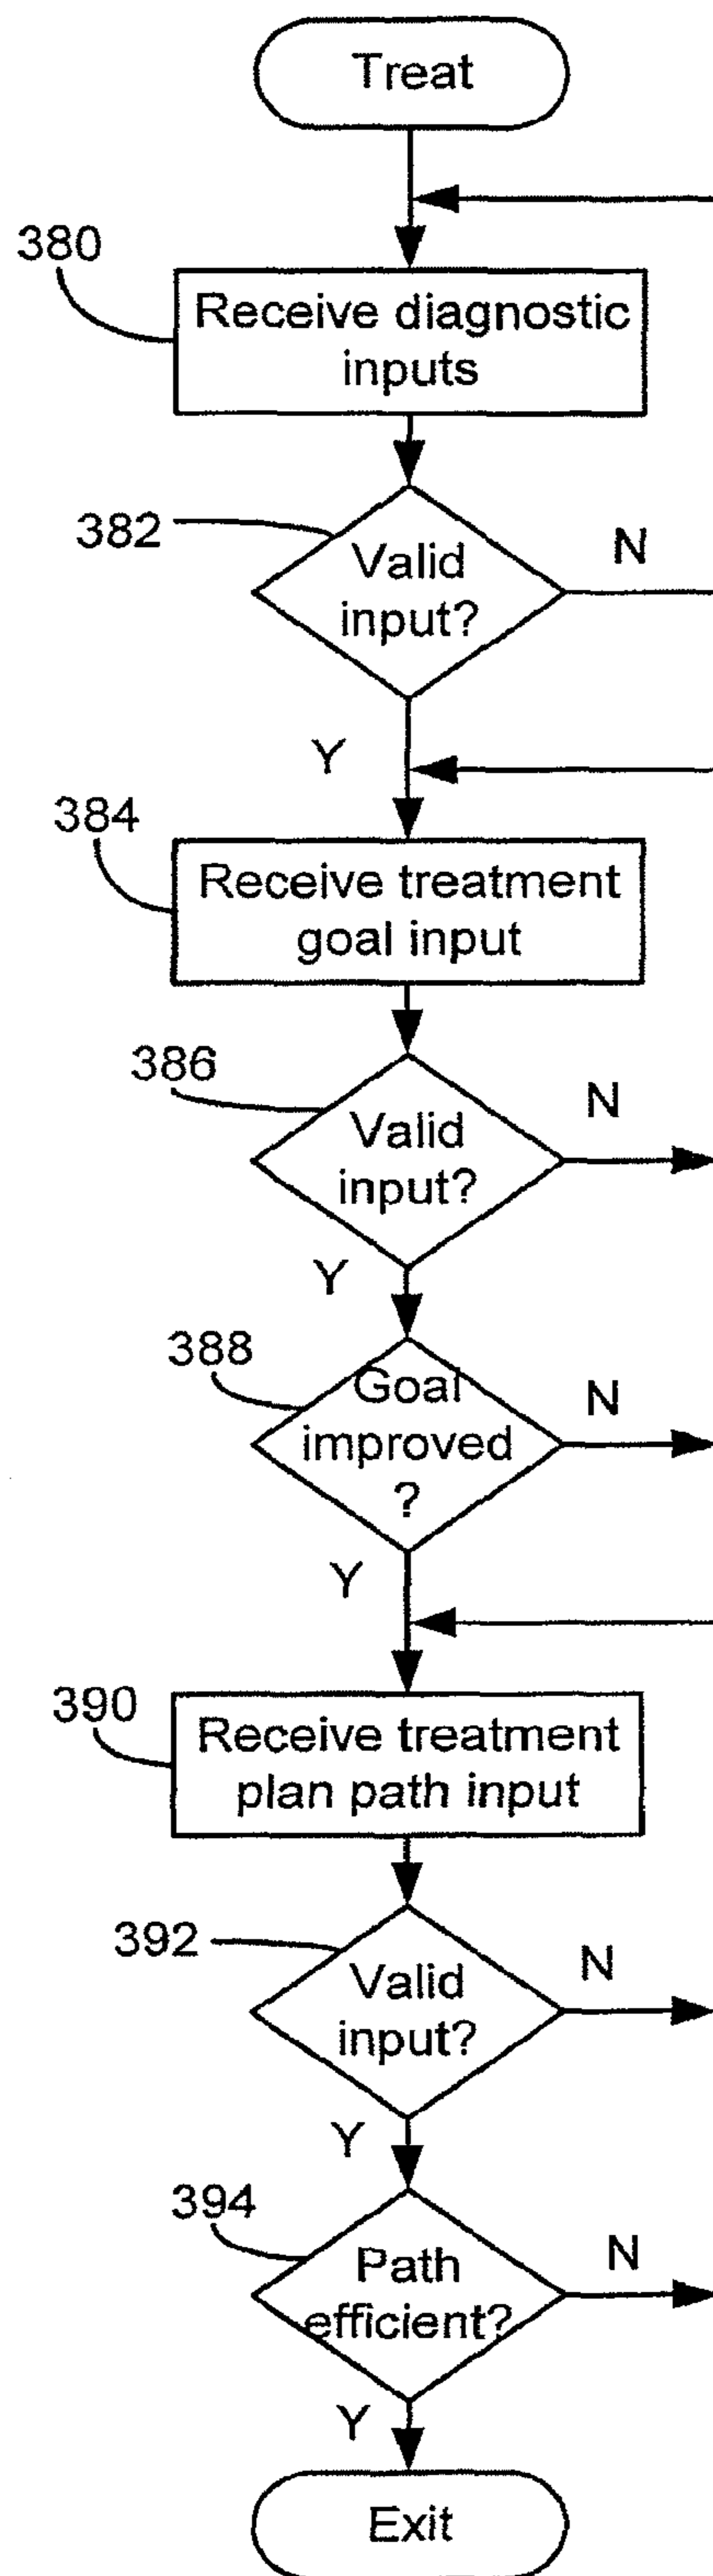 Treat
380
Receive diagnostic
inputs
382
Valid
input?
N
Y
384
Receive treatment
goal input
386
Valid
input?
N
Y
388
Goal
improved
?
N
Y
390
Receive treatment
plan path input
392
Valid
input?
N
Y
394
Path
efficient?
N
Y
Exit